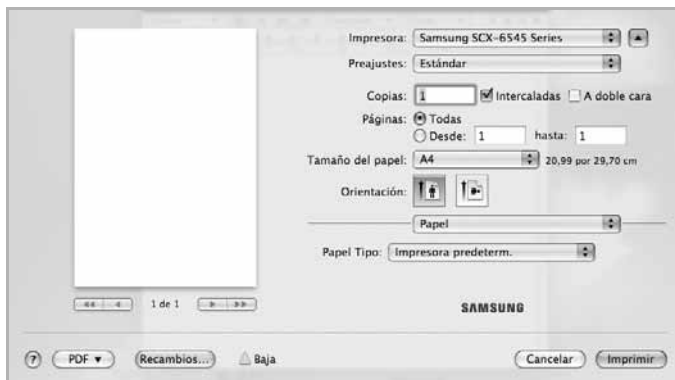 Impresora: Samsung SCX-6545 Series
Preajustes: Estándar
Copias: 1 Intercaladas A doble cara
Páginas: Todas
Desde: 1 hasta: 1
Tamaño del papel: A4 20,99 por 29,70 cm
Orientación:
Papel
Papel Tipo: Impresora predeterm.
1 de 1
SAMSUNG
? PDF Recambios... Baja Cancelar Imprimir